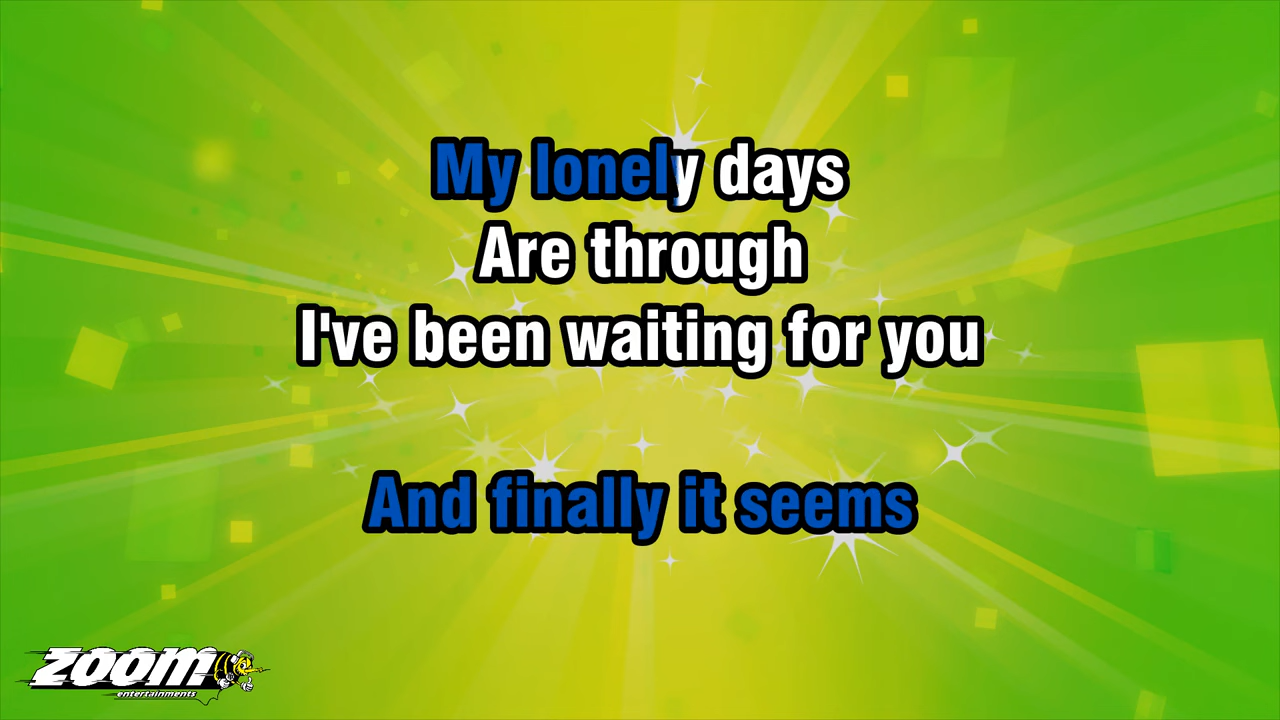 My lonely days
Are through
I've been waiting for you
And finally it seems
ZOOM
entertainments